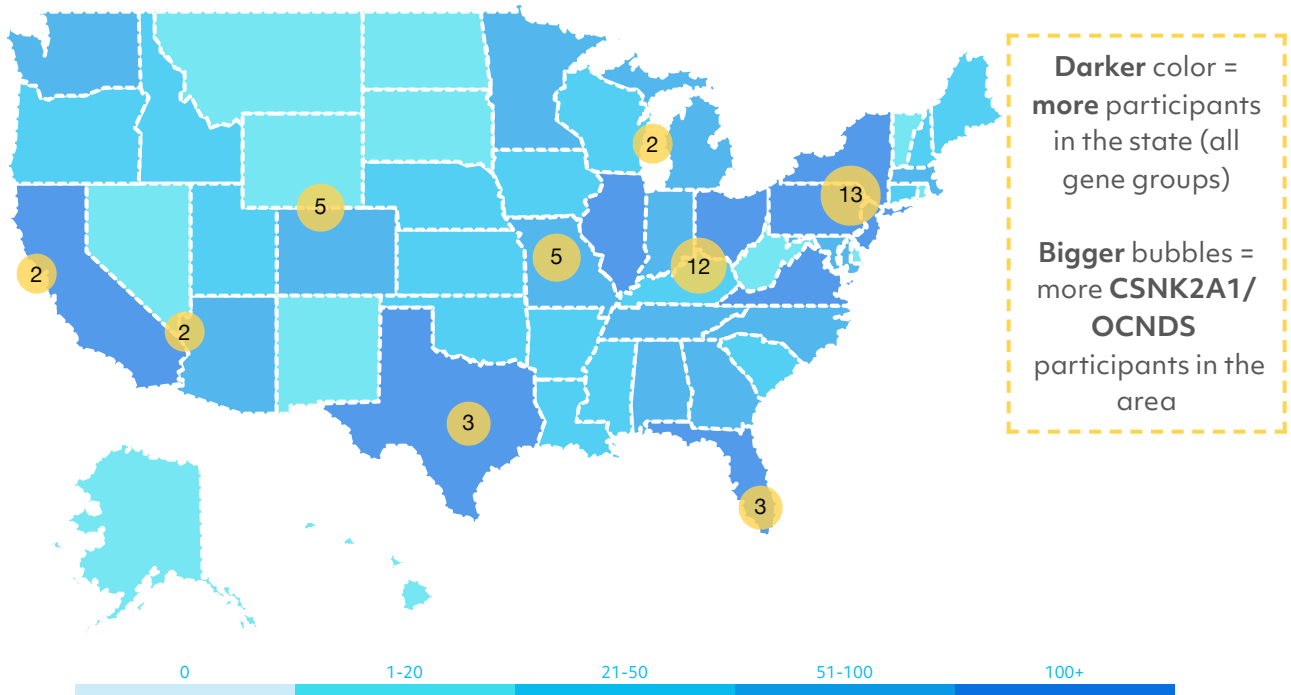 2
13
5
5
12
2
2
3
3
Darker color =
more participants
in the state (all
gene groups)
Bigger bubbles =
more CSNK2A1/
OCNDS
participants in the
area
0 1-20 21-50 51-100 100+